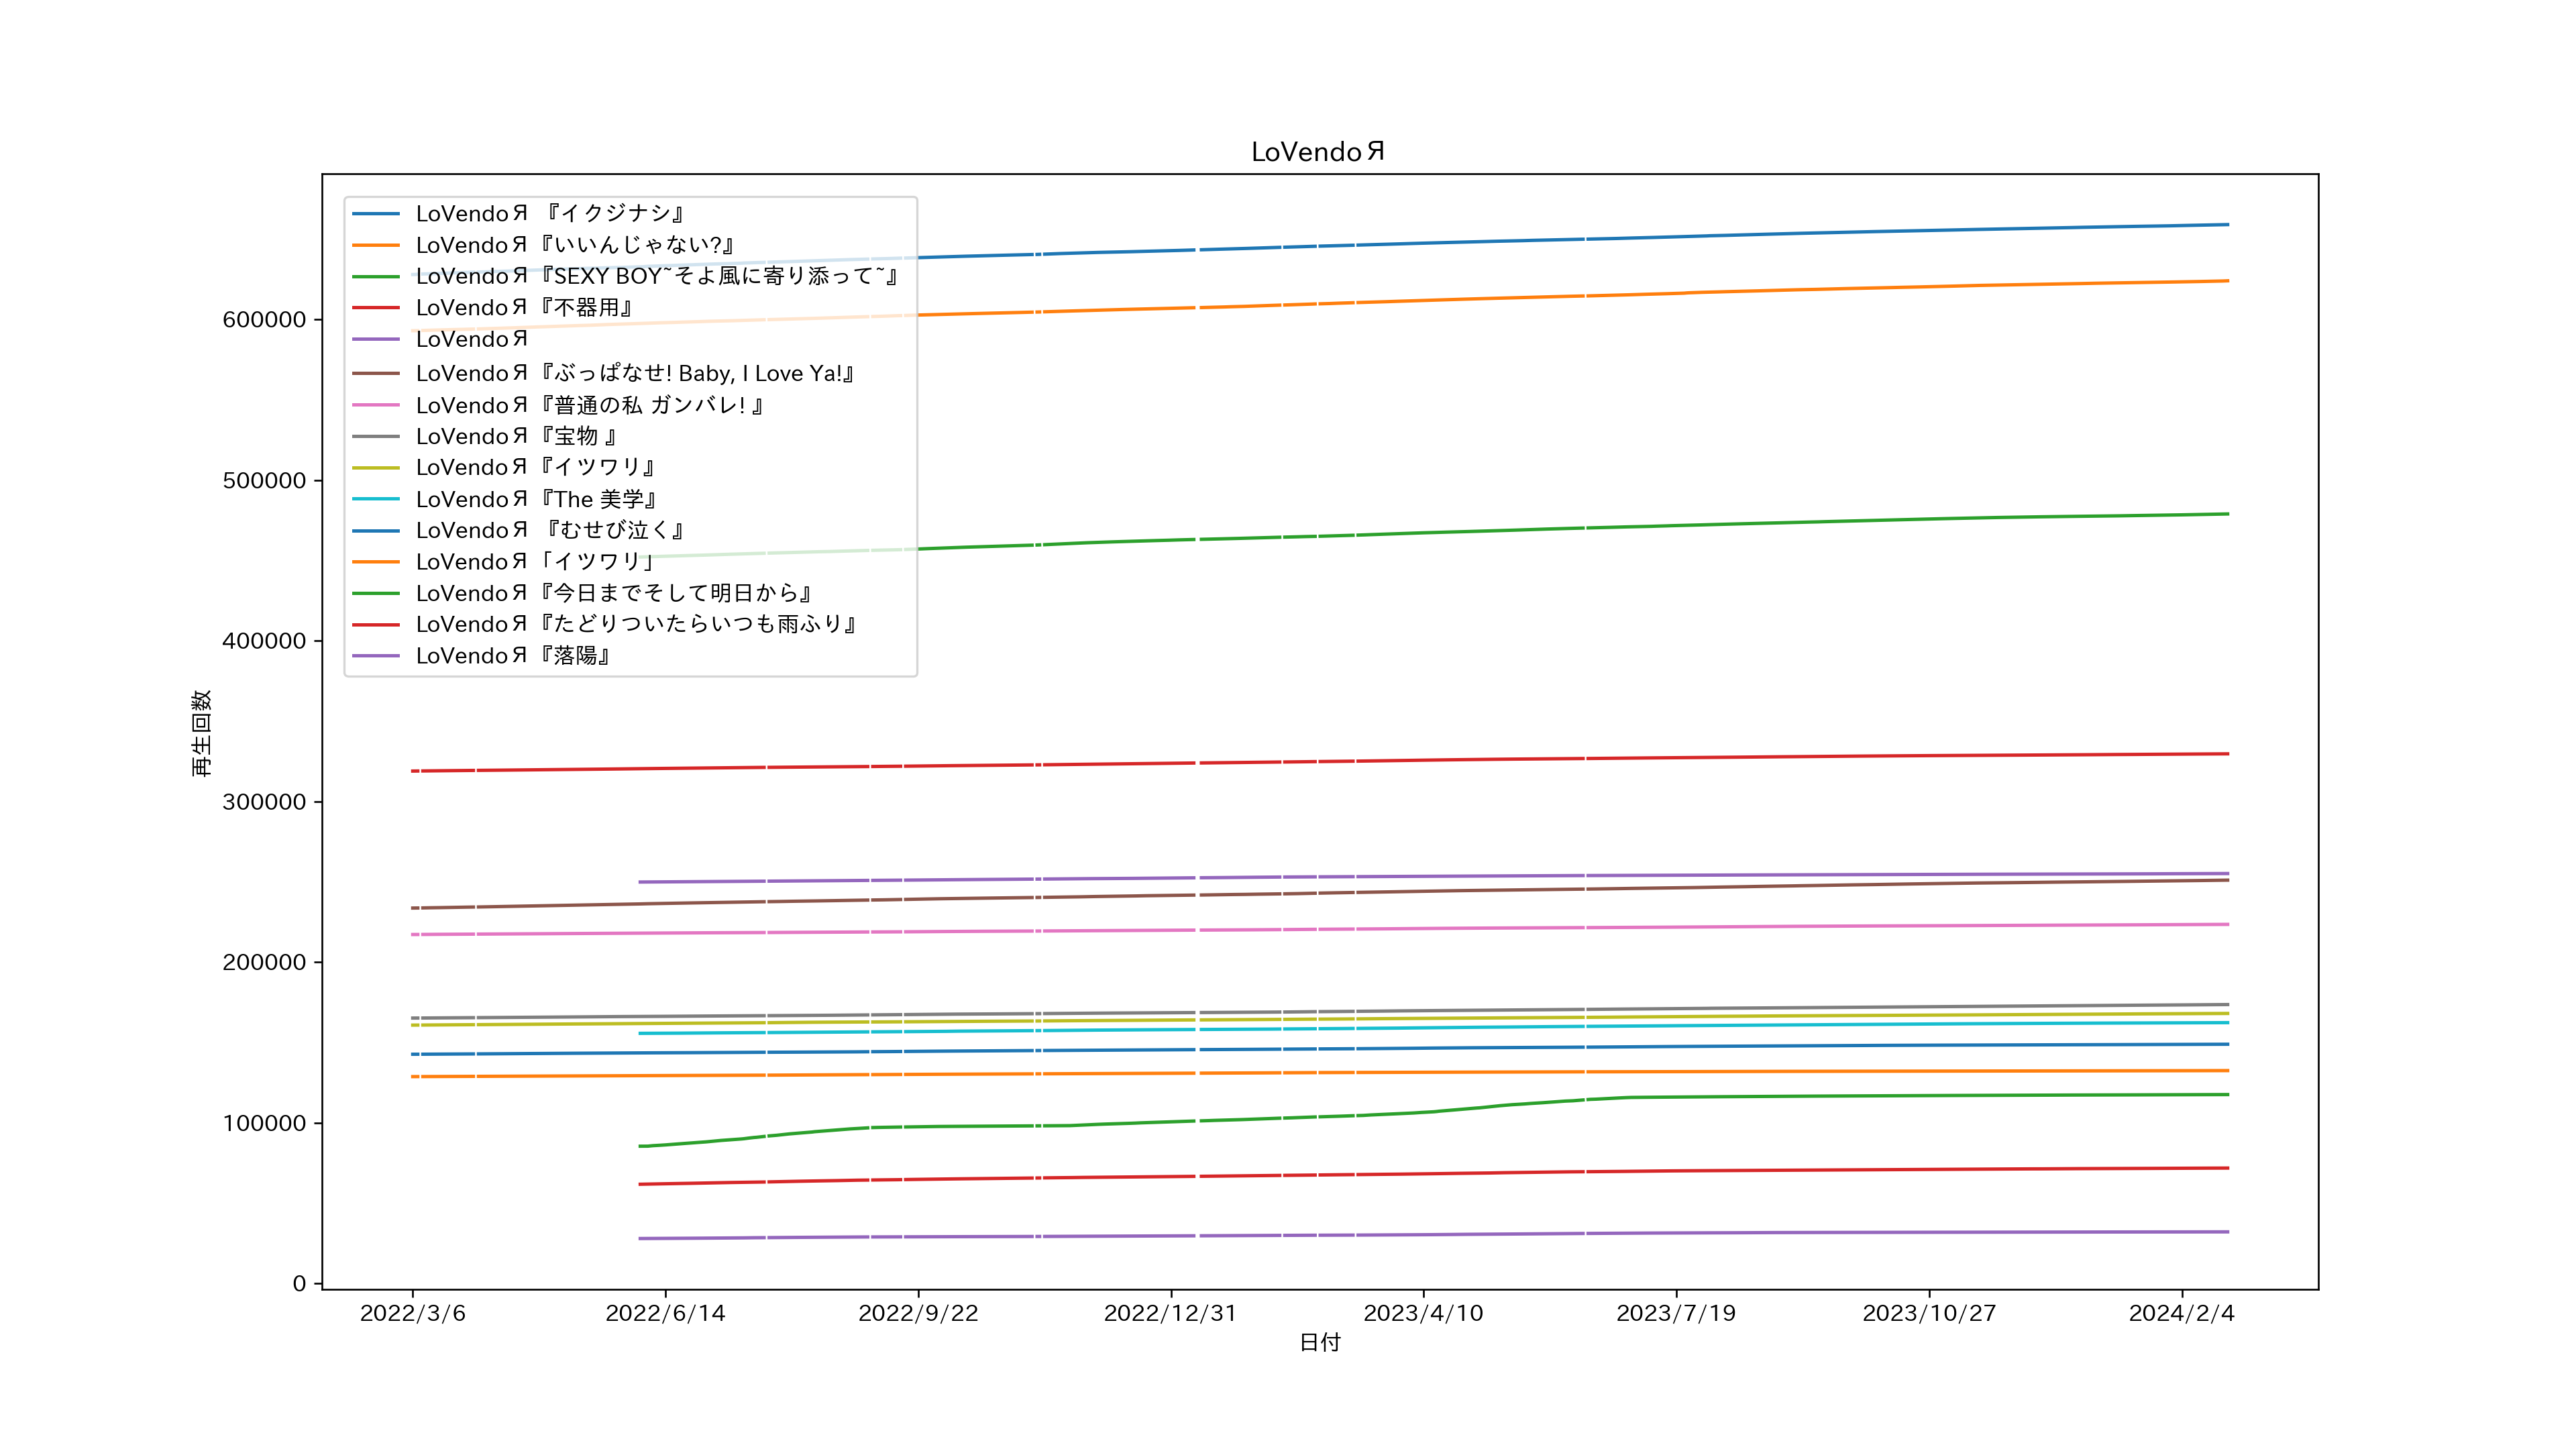 LoVendoЯ
LoVendoЯ 『イクジナシ』
LoVendoЯ『いいんじゃない?』
LoVendoЯ『SEXY BOY~そよ風に寄り添って~』
LoVendoЯ『不器用』
LoVendoЯ
LoVendoЯ『ぶっぱなせ! Baby, I Love Ya!』
LoVendoЯ『普通の私 ガンバレ! 』
LoVendoЯ『宝物 』
LoVendoЯ『イツワリ』
LoVendoЯ『The 美学』
LoVendoЯ 『むせび泣く』
LoVendoЯ「イツワリ」
LoVendoЯ『今日までそして明日から』
LoVendoЯ『たどりついたらいつも雨ふり』
LoVendoЯ『落陽』
600000
500000
400000
300000
200000
100000
0
再生回数
2022/3/6
2022/6/14
2022/9/22
2022/12/31
2023/4/10
2023/7/19
2023/10/27
2024/2/4
日付